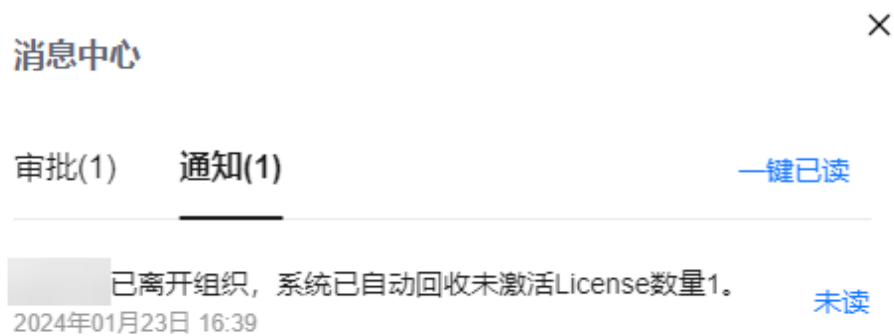 消息中心
审批(1) 通知(1) 一键已读
已离开组织，系统已自动回收未激活License数量1。
未读
2024年01月23日 16:39